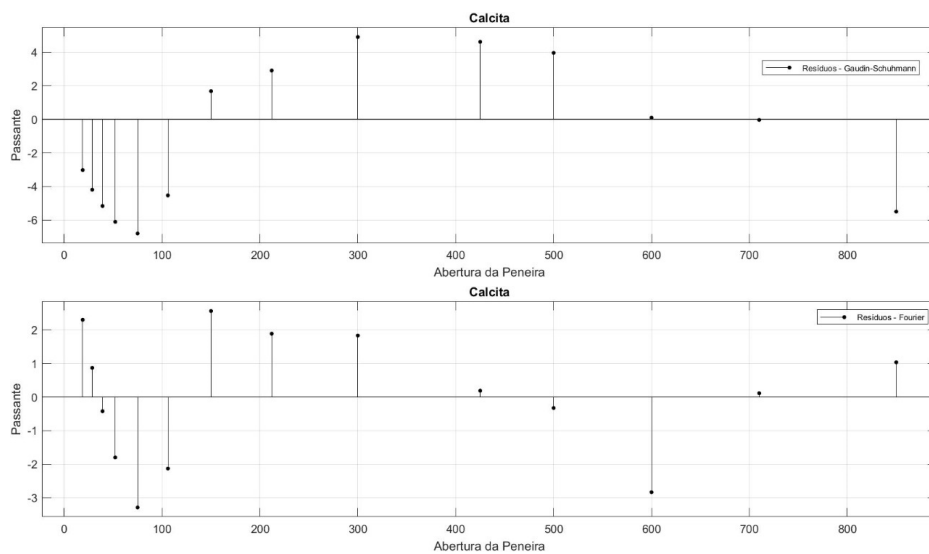 Calcita
Resíduos - Gaudin-Schuhmann
4
2
0
-2
-4
-6
Passante
0 100 200 300 400 500 600 700 800
Abertura da Peneira
Calcita
Resíduos - Fourier
2
1
0
-1
-2
-3
Passante
0 100 200 300 400 500 600 700 800
Abertura da Peneira